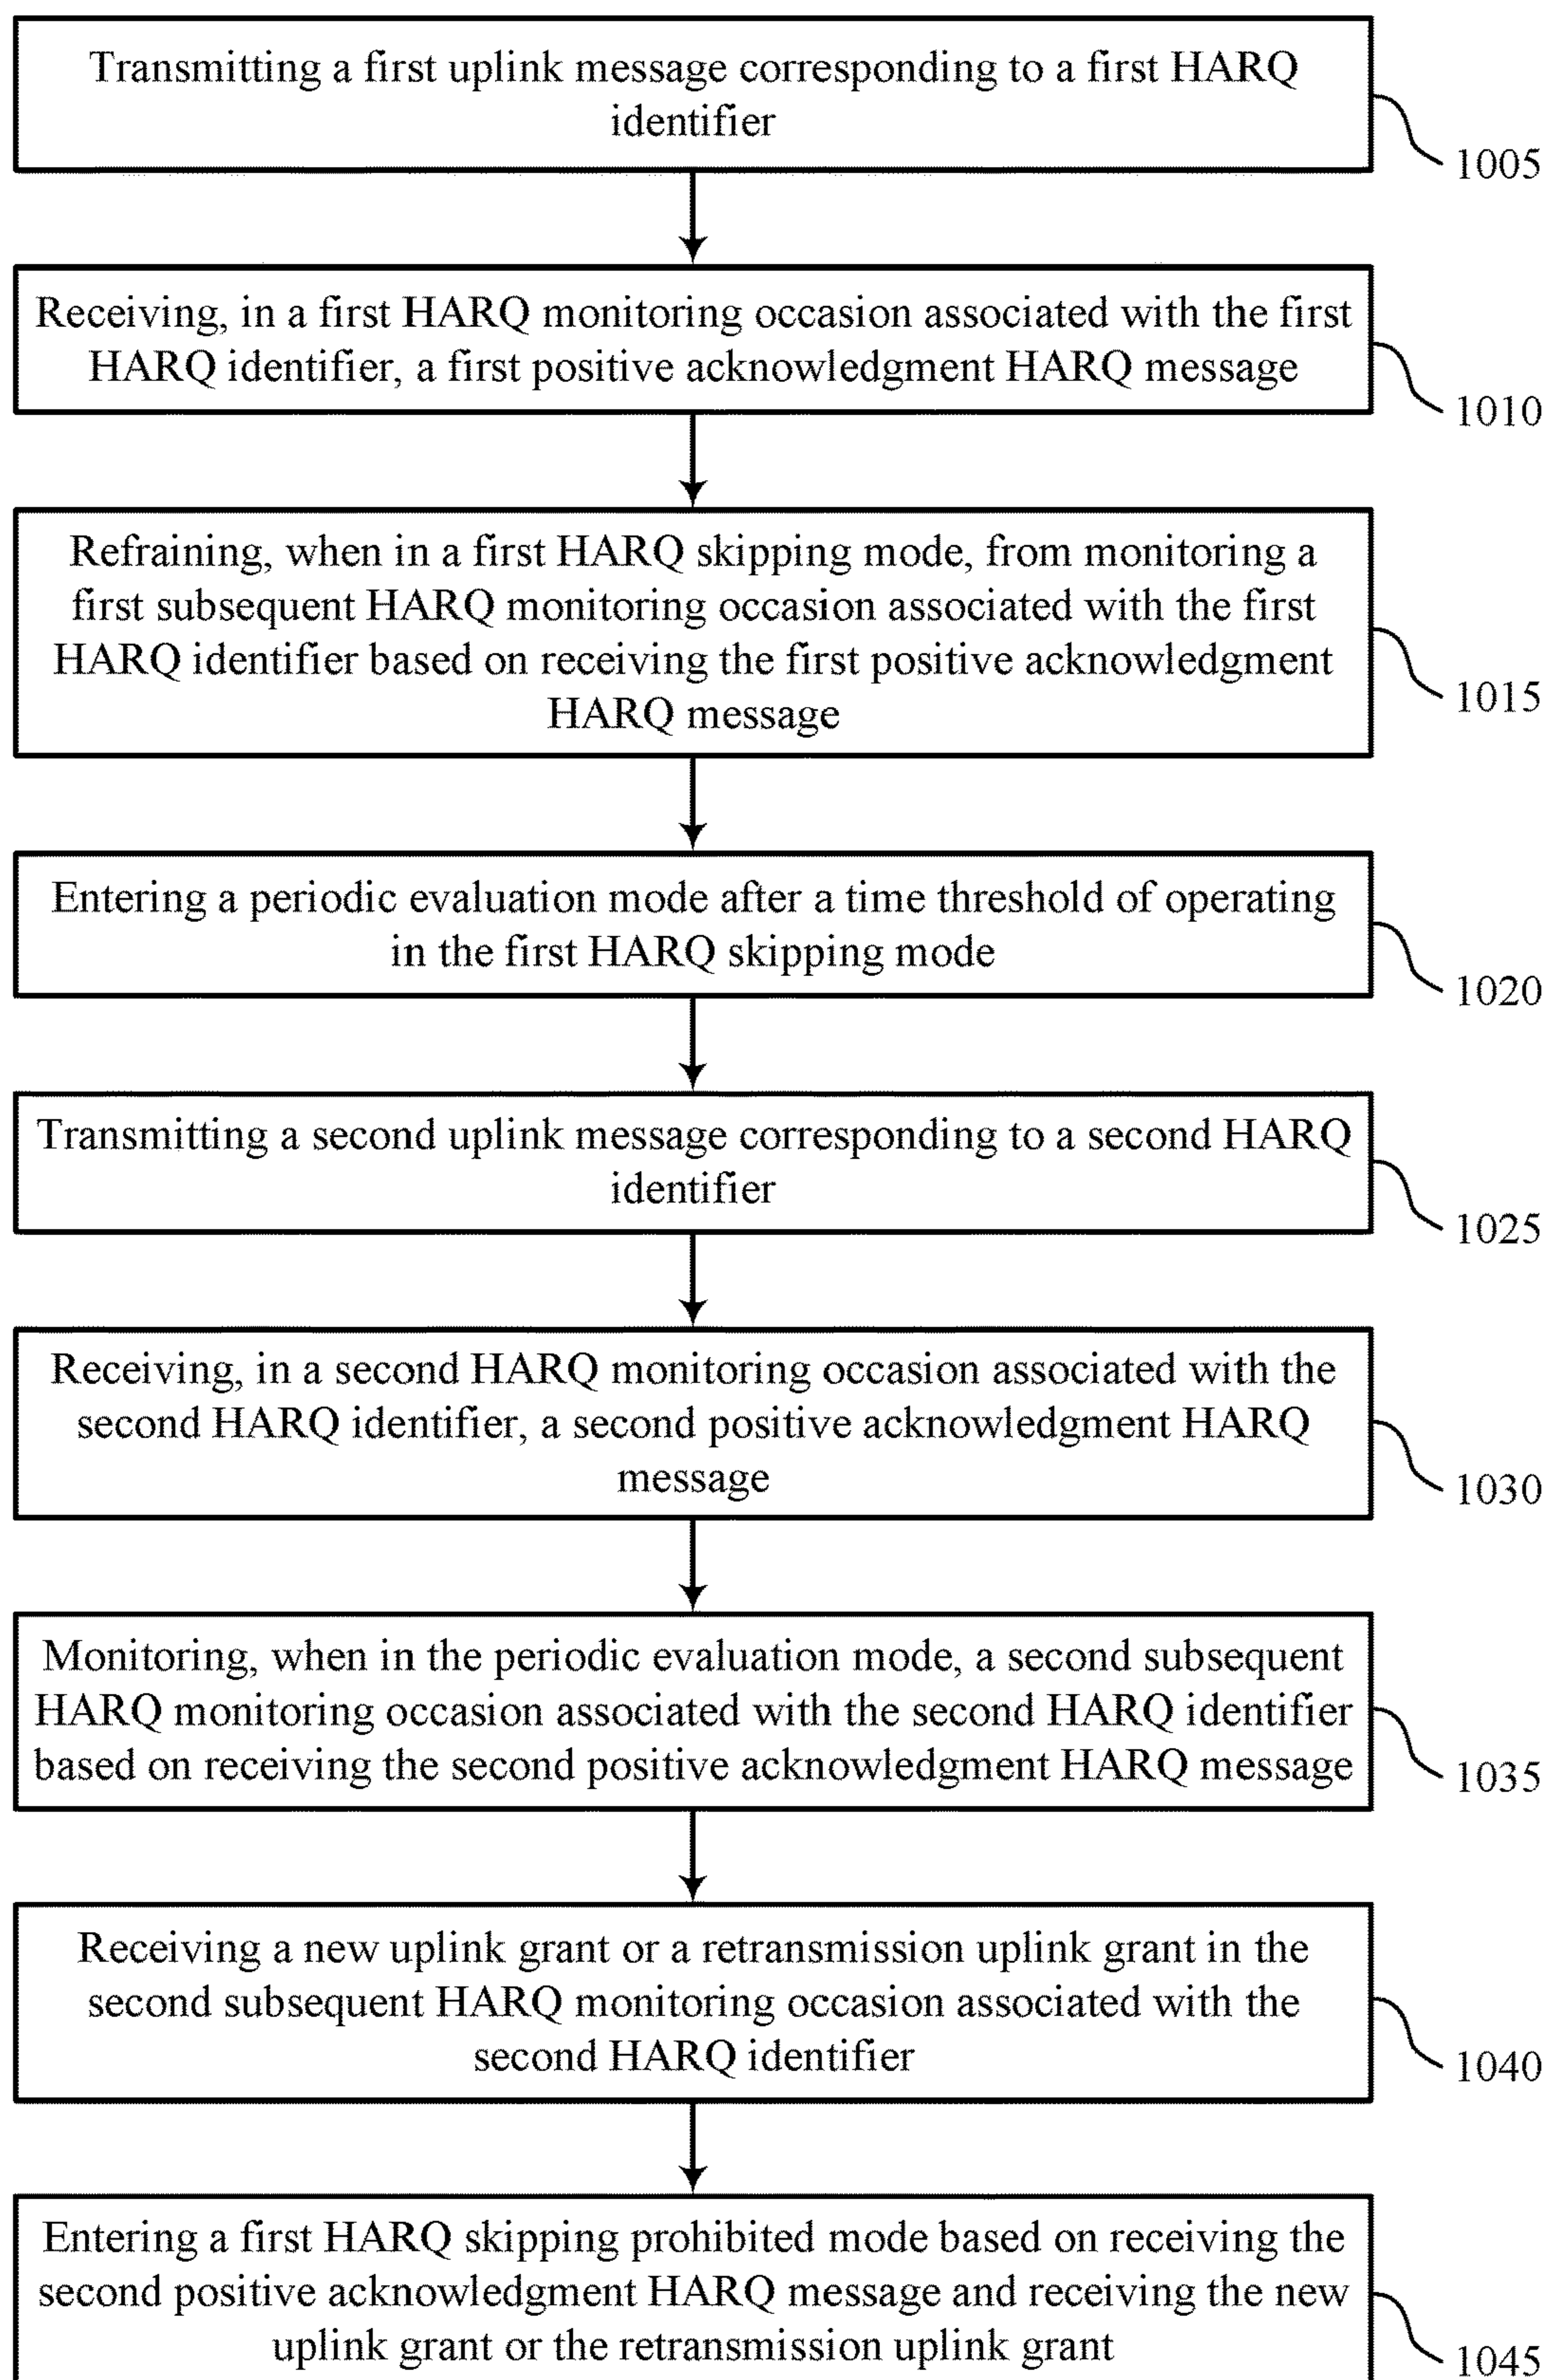 Transmitting a first uplink message corresponding to a first HARQ
identifier
1005
Receiving, in a first HARQ monitoring occasion associated with the first
HARQ identifier, a first positive acknowledgment HARQ message
1010
Refraining, when in a first HARQ skipping mode, from monitoring a
first subsequent HARQ monitoring occasion associated with the first
HARQ identifier based on receiving the first positive acknowledgment
HARQ message
1015
Entering a periodic evaluation mode after a time threshold of operating
in the first HARQ skipping mode
1020
Transmitting a second uplink message corresponding to a second HARQ
identifier
1025
Receiving, in a second HARQ monitoring occasion associated with the
second HARQ identifier, a second positive acknowledgment HARQ
message
1030
Monitoring, when in the periodic evaluation mode, a second subsequent
HARQ monitoring occasion associated with the second HARQ identifier
based on receiving the second positive acknowledgment HARQ message
1035
Receiving a new uplink grant or a retransmission uplink grant in the
second subsequent HARQ monitoring occasion associated with the
second HARQ identifier
1040
Entering a first HARQ skipping prohibited mode based on receiving the
second positive acknowledgment HARQ message and receiving the new
uplink grant or the retransmission uplink grant
1045